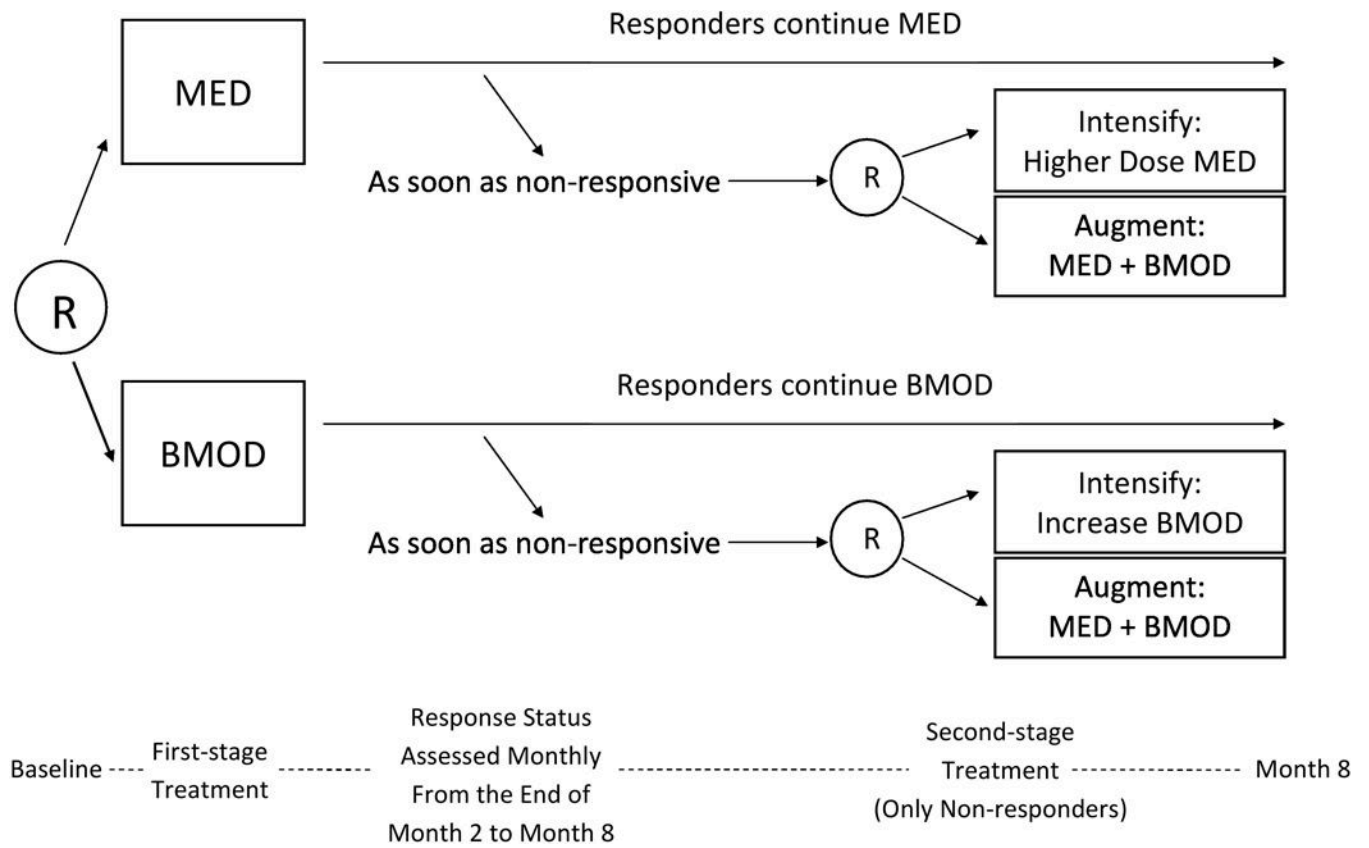 Responders continue MED
MED
Intensify:
Higher Dose MED
As soon as non-responsive
R
Augment:
MED + BMOD
R
Responders continue BMOD
BMOD
Intensify:
Increase BMOD
As soon as non-responsive
R
Augment:
MED + BMOD
Baseline
First-stage
Treatment
Response Status
Assessed Monthly
From the End of
Month 2 to Month 8
Second-stage
Treatment
(Only Non-responders)
Month 8